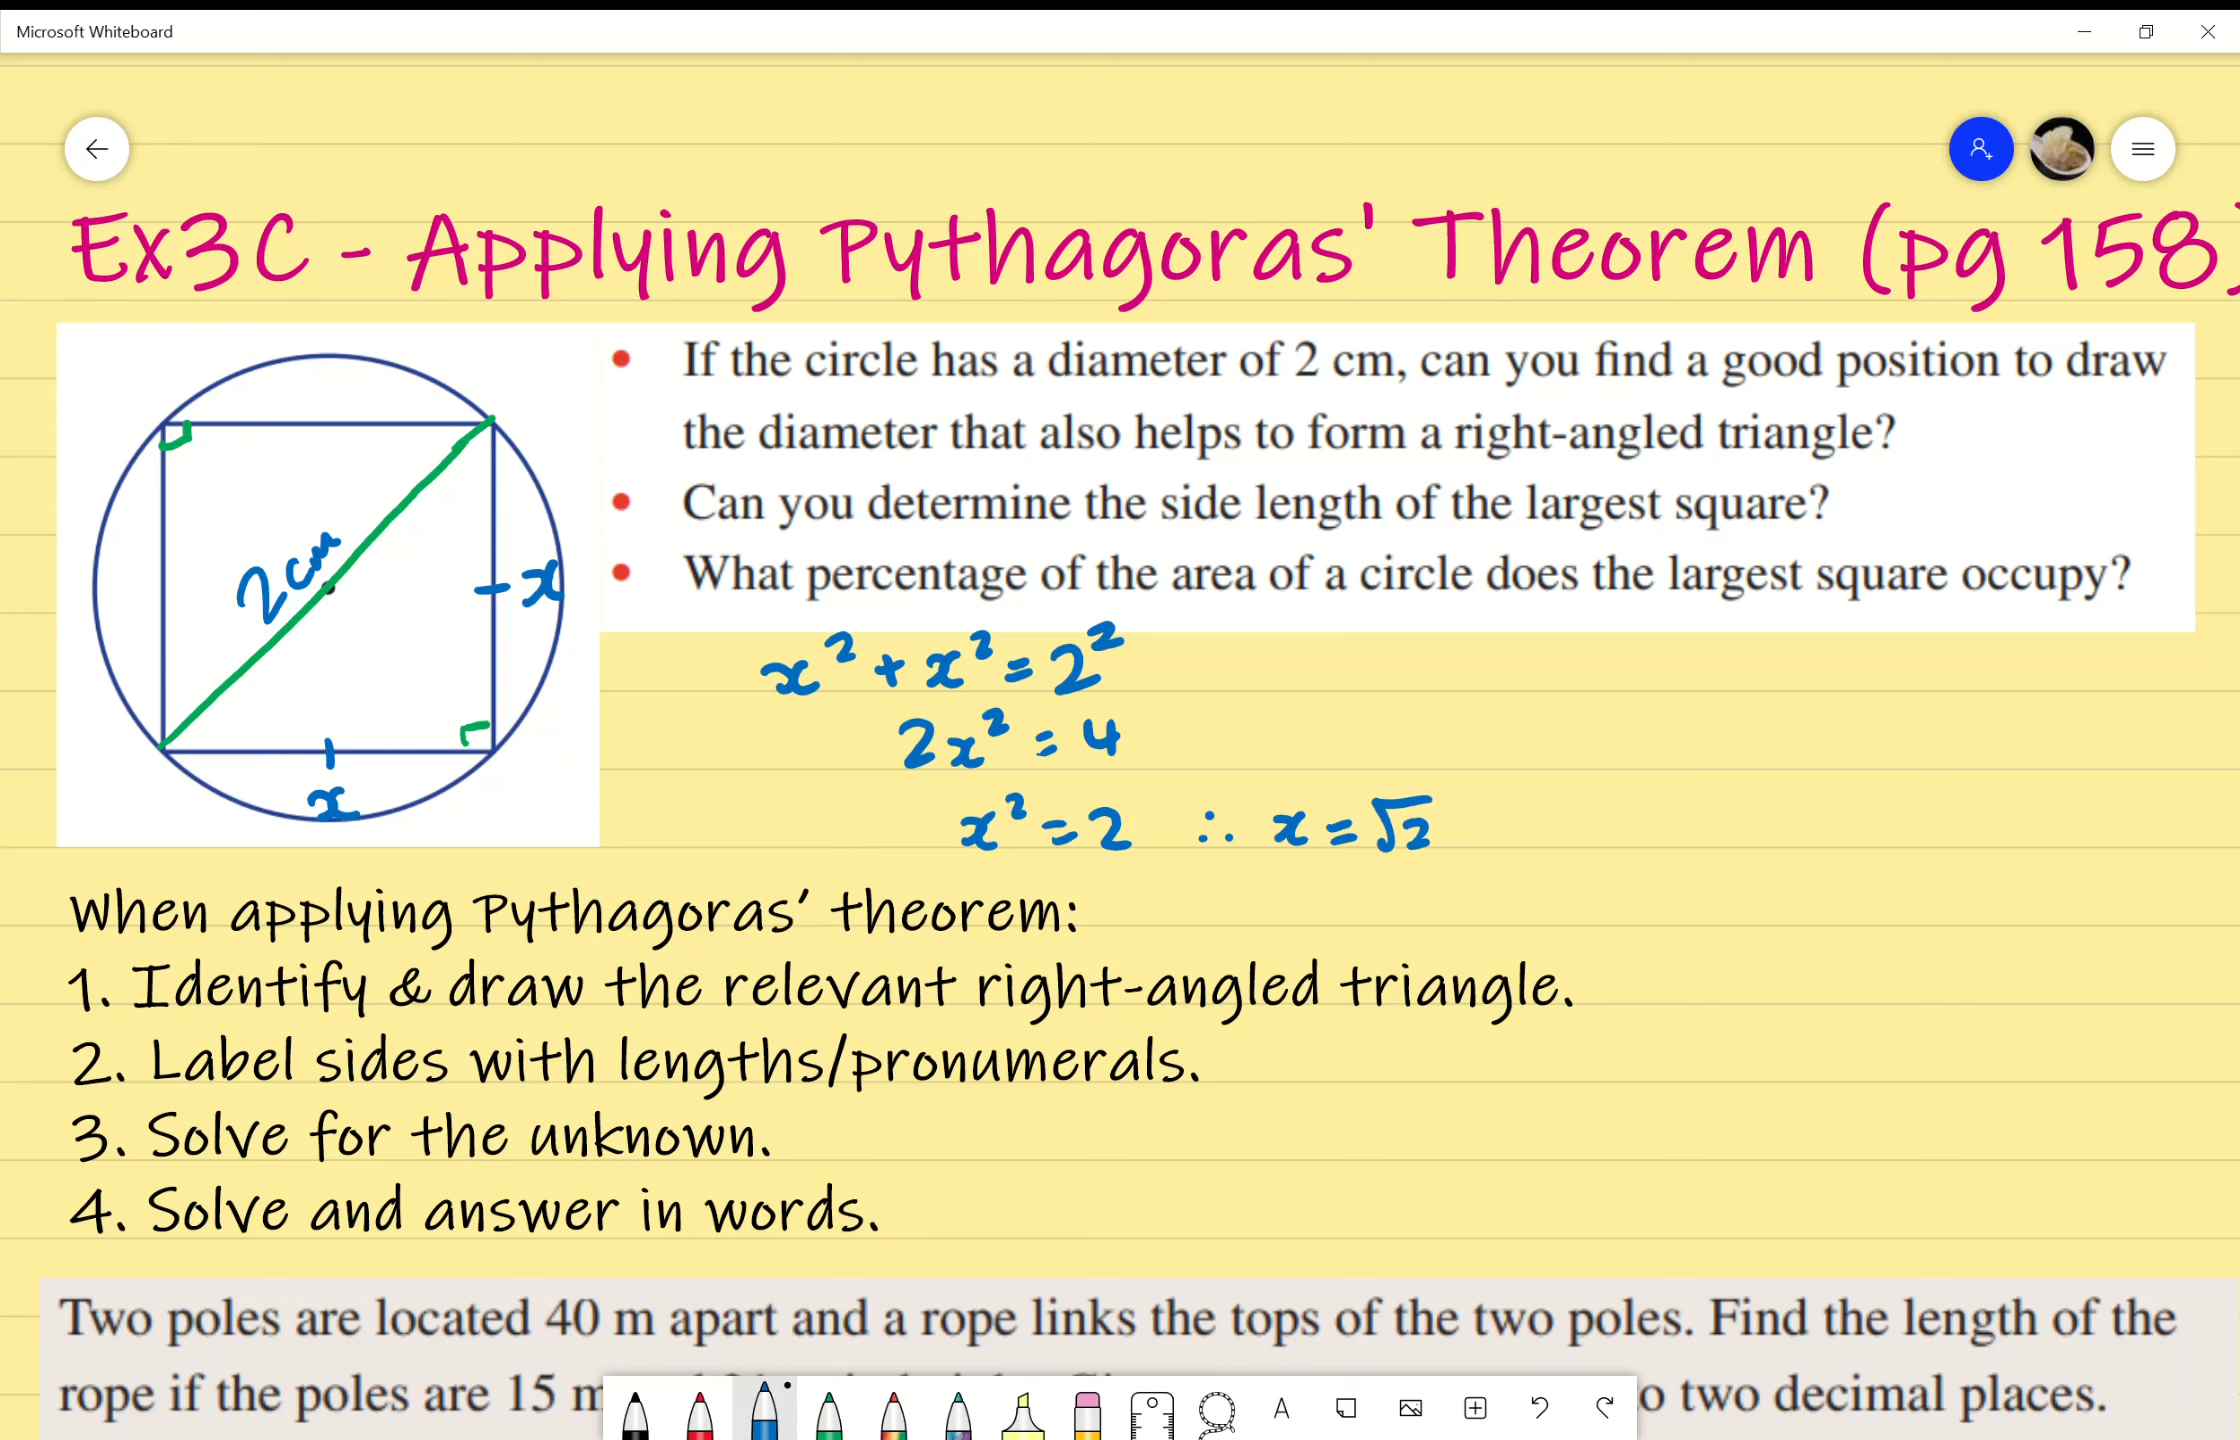 Microsoft Whiteboard
Ex3C - Applying Pythagoras' Theorem (pg 158)
• If the circle has a diameter of 2 cm, can you find a good position to draw
the diameter that also helps to form a right-angled triangle?
• Can you determine the side length of the largest square?
• What percentage of the area of a circle does the largest square occupy?
2cm
x
x
x² + x² = 2²
2x² = 4
x² = 2 ∴ x = √2
When applying Pythagoras' theorem:
1. Identify & draw the relevant right-angled triangle.
2. Label sides with lengths/pronumerals.
3. Solve for the unknown.
4. Solve and answer in words.
Two poles are located 40 m apart and a rope links the tops of the two poles. Find the length of the
rope if the poles are 15 m o two decimal places.
A